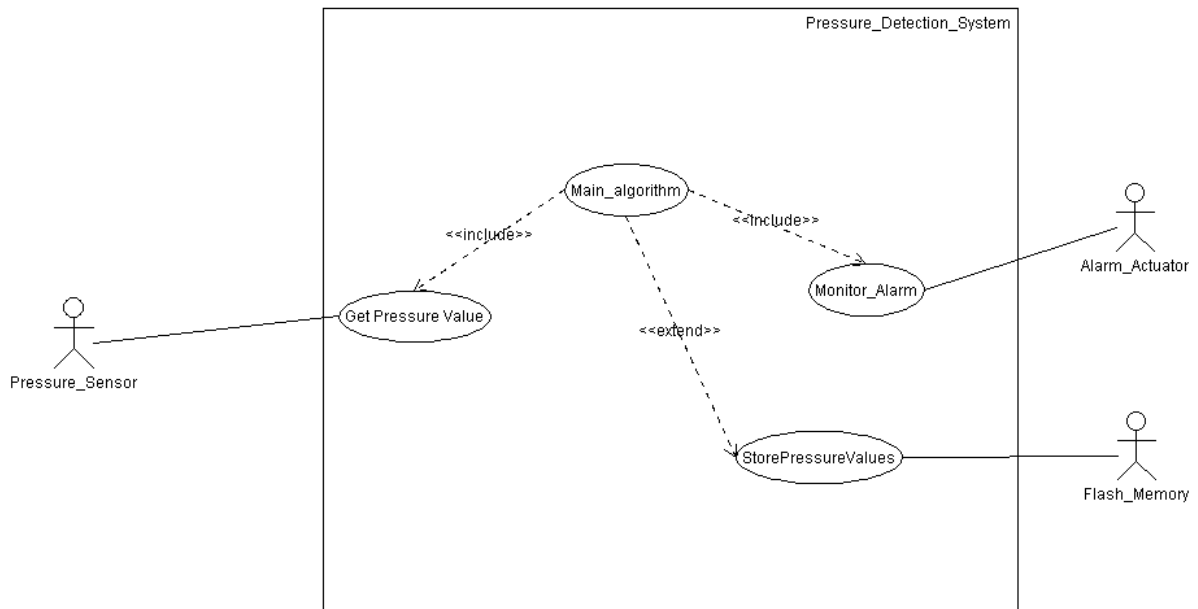 Pressure_Detection_System
Main_algorithm
<<include>>
<<include>>
Alarm_Actuator
Monitor_Alarm
Get Pressure Value
<<extend>>
Pressure_Sensor
StorePressureValues
Flash_Memory